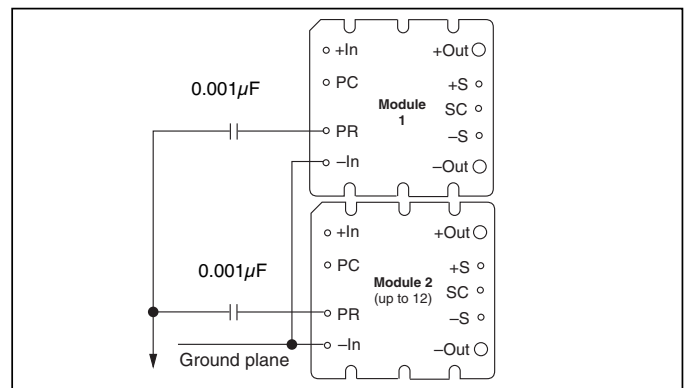 +In
+Out
PC
+S
0.001µF
Module
1
SC
PR
–S
–In
–Out
+In
+Out
PC
+S
0.001µF
Module 2
(up to 12)
SC
PR
–S
–In
–Out
Ground plane